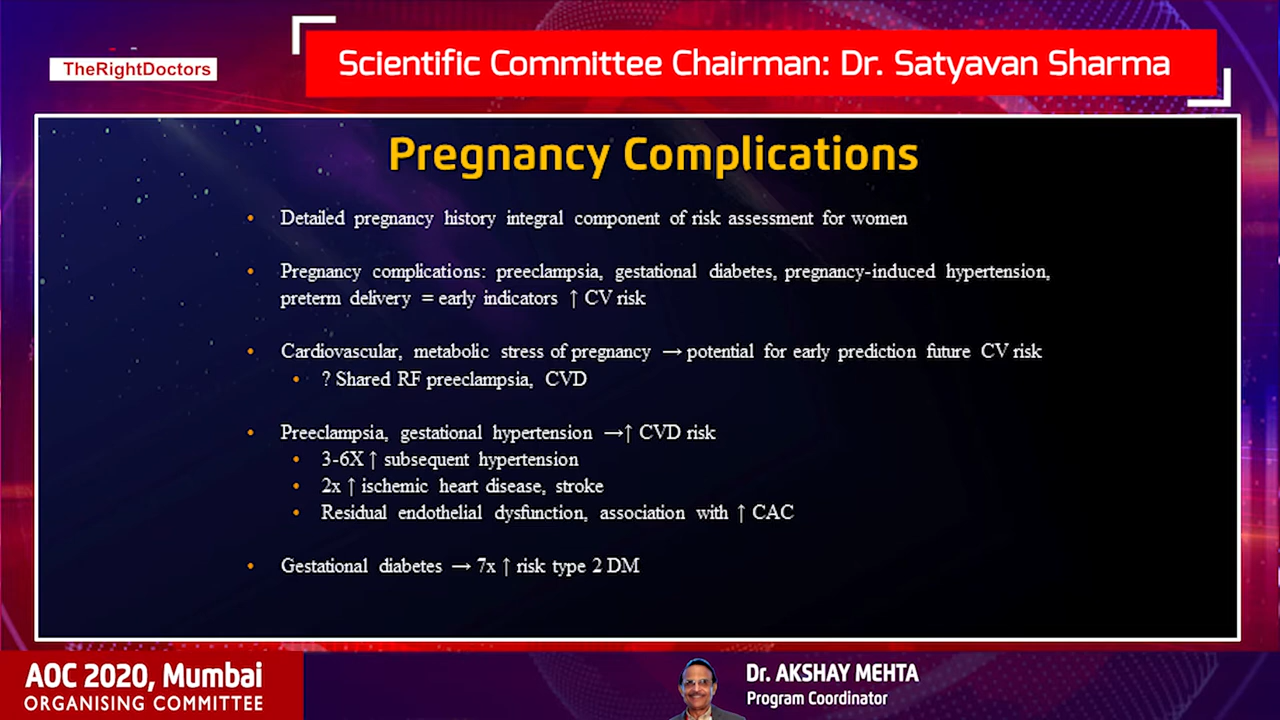 TheRightDoctors
Scientific Committee Chairman: Dr. Satyavan Sharma
Pregnancy Complications
• Detailed pregnancy history integral component of risk assessment for women
• Pregnancy complications: preeclampsia, gestational diabetes, pregnancy-induced hypertension,
preterm delivery = early indicators ↑ CV risk
• Cardiovascular, metabolic stress of pregnancy → potential for early prediction future CV risk
• ? Shared RF preeclampsia, CVD
• Preeclampsia, gestational hypertension →↑ CVD risk
• 3-6X ↑ subsequent hypertension
• 2x ↑ ischemic heart disease, stroke
• Residual endothelial dysfunction, association with ↑ CAC
• Gestational diabetes → 7x ↑ risk type 2 DM
AOC 2020, Mumbai
ORGANISING COMMITTEE
Dr. AKSHAY MEHTA
Program Coordinator